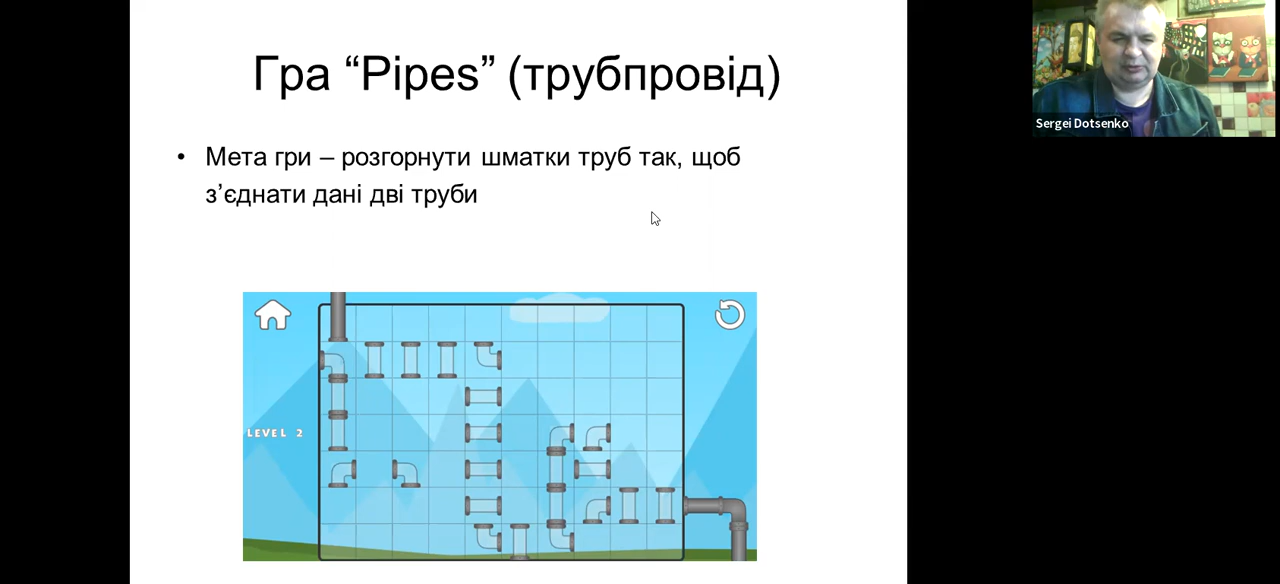 Гра “Pipes” (трубпровід)
• Мета гри – розгорнути шматки труб так, щоб
з’єднати дані дві труби
LEVEL 2
Sergei Dotsenko